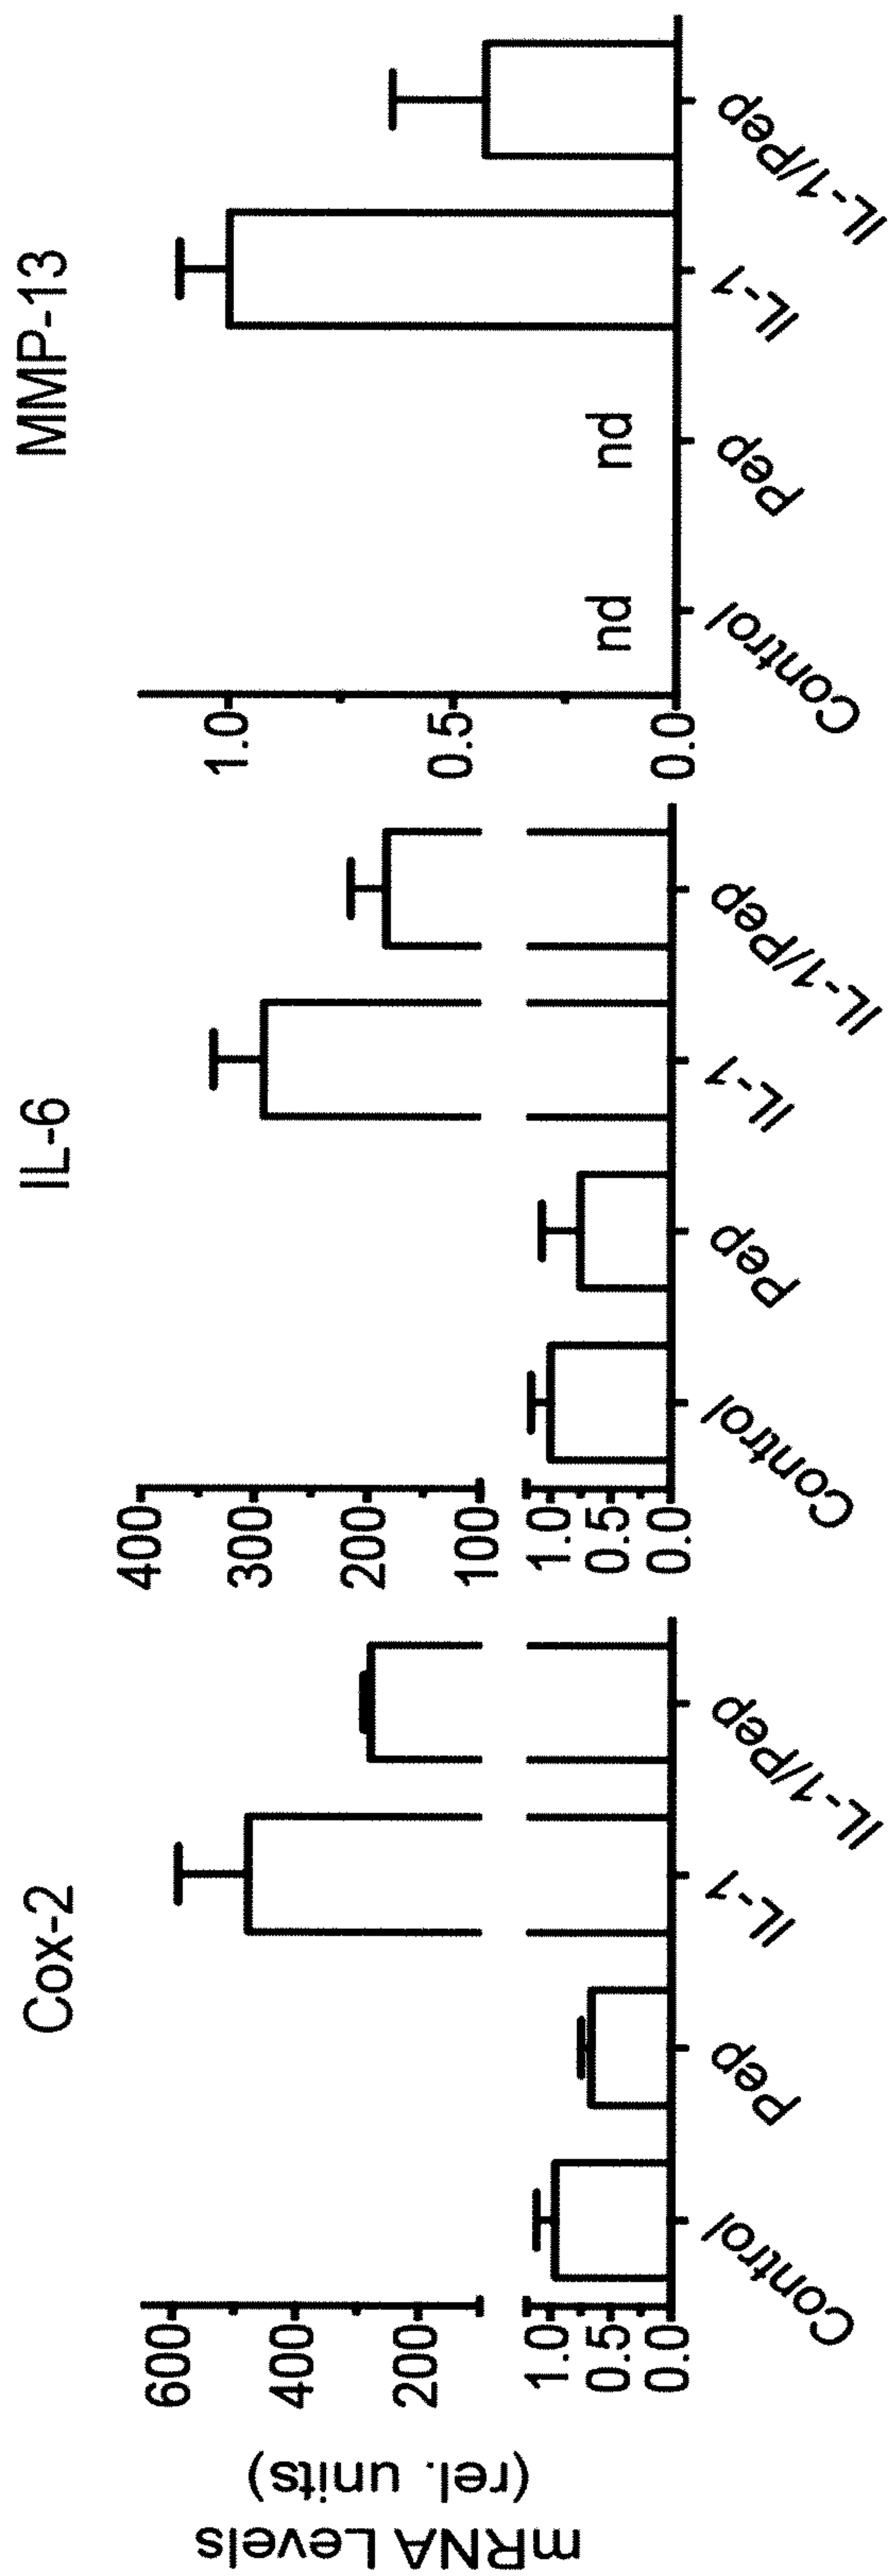 mRNA Levels
(rel. units)
Cox-2
600
400
200
1.0
0.5
0.0
Control
Pep
IL-1
IL-1/Pep
IL-6
400
300
200
100
1.0
0.5
0.0
Control
Pep
IL-1
IL-1/Pep
MMP-13
1.0
0.5
0.0
nd
nd
Control
Pep
IL-1
IL-1/Pep